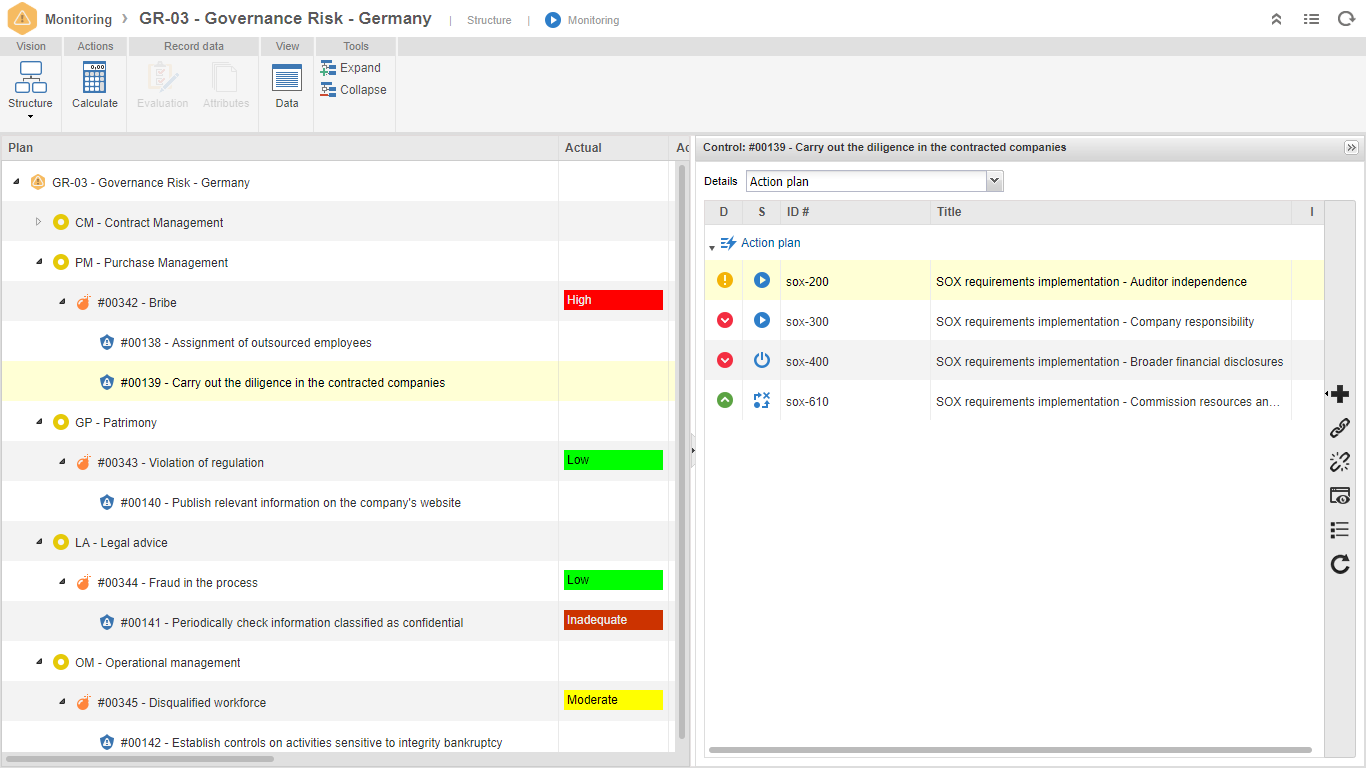 Monitoring › GR-03 - Governance Risk - Germany | Structure | Monitoring
Vision Actions Record data View Tools
Structure Calculate Evaluation Attributes Data Expand
Collapse
Plan Actual Ac
GR-03 - Governance Risk - Germany
CM - Contract Management
PM - Purchase Management
#00342 - Bribe High
#00138 - Assignment of outsourced employees
#00139 - Carry out the diligence in the contracted companies
GP - Patrimony
#00343 - Violation of regulation Low
#00140 - Publish relevant information on the company's website
LA - Legal advice
#00344 - Fraud in the process Low
#00141 - Periodically check information classified as confidential Inadequate
OM - Operational management
#00345 - Disqualified workforce Moderate
#00142 - Establish controls on activities sensitive to integrity bankruptcy
Control: #00139 - Carry out the diligence in the contracted companies
Details Action plan
D S ID # Title I
Action plan
sox-200 SOX requirements implementation - Auditor independence
sox-300 SOX requirements implementation - Company responsibility
sox-400 SOX requirements implementation - Broader financial disclosures
sox-610 SOX requirements implementation - Commission resources an...